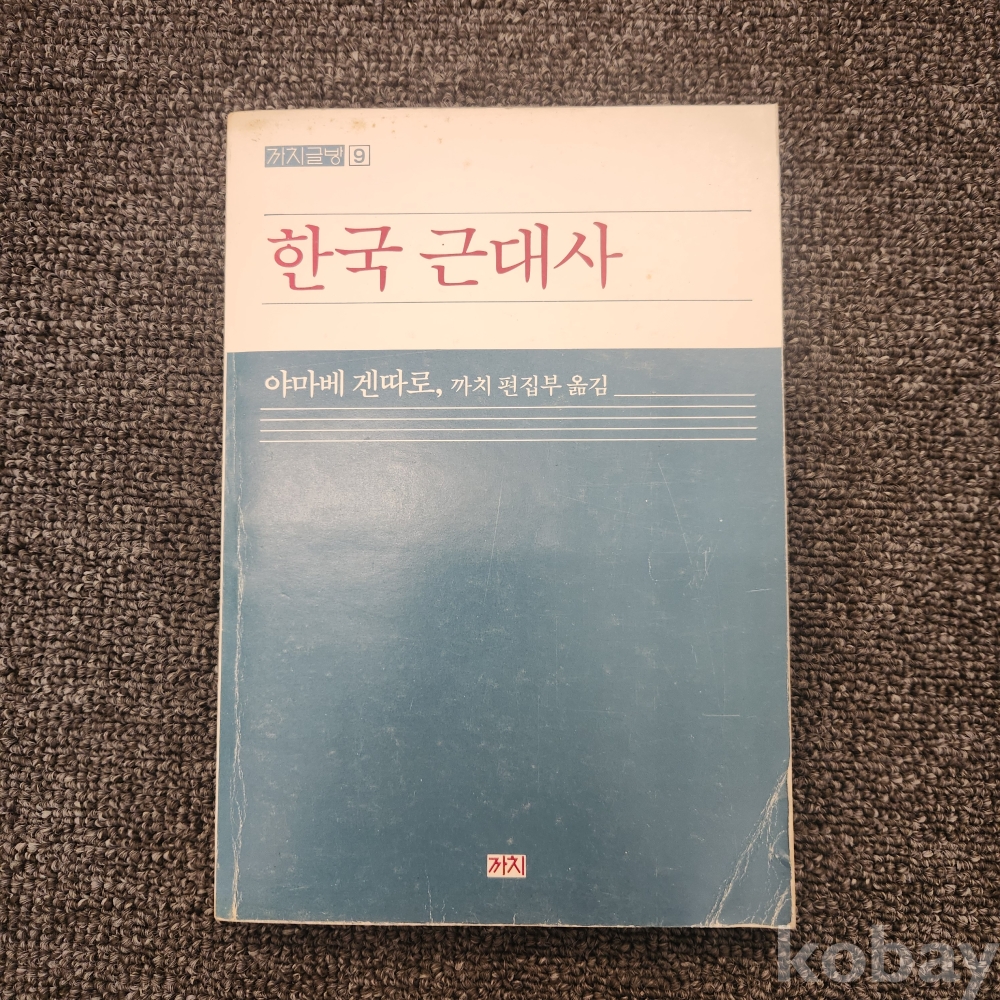 까치글방 9
한국 근대사
야마베 겐따로, 까치 편집부 옮김
까치
kobay